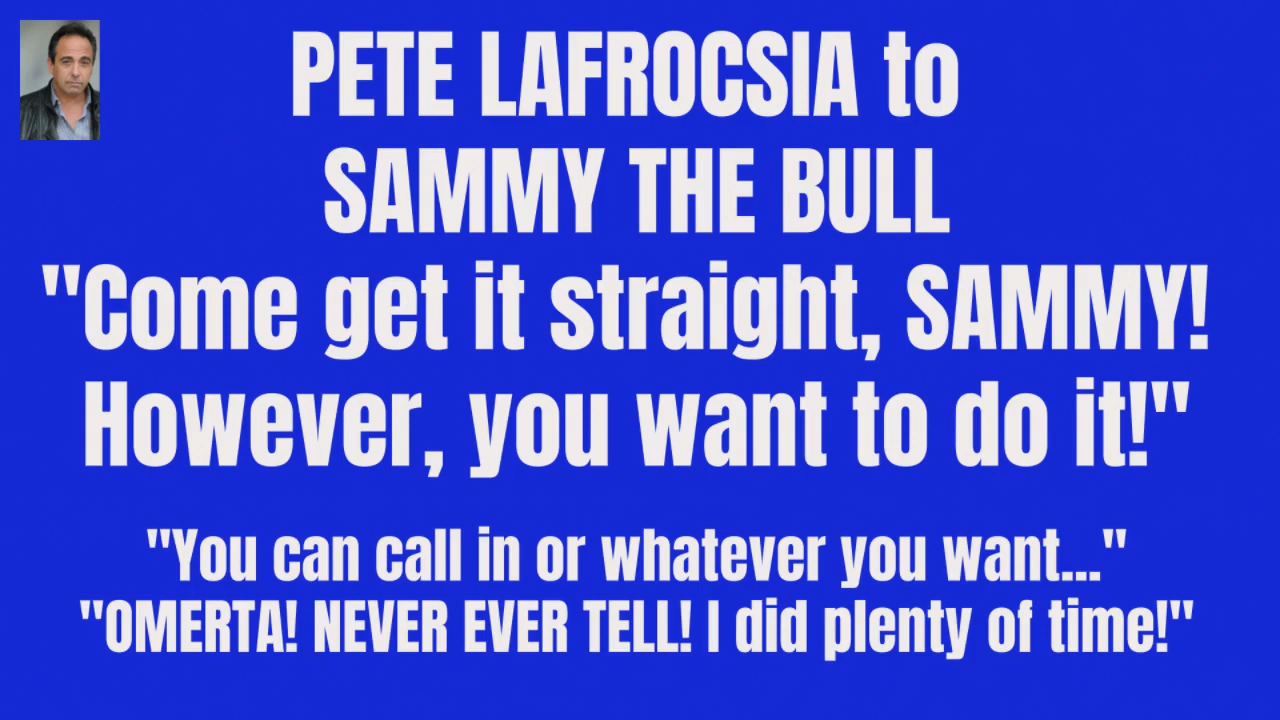 PETE LAFROCSIA to
SAMMY THE BULL
"Come get it straight, SAMMY!
However, you want to do it!"
"You can call in or whatever you want..."
"OMERTA! NEVER EVER TELL! I did plenty of time!"